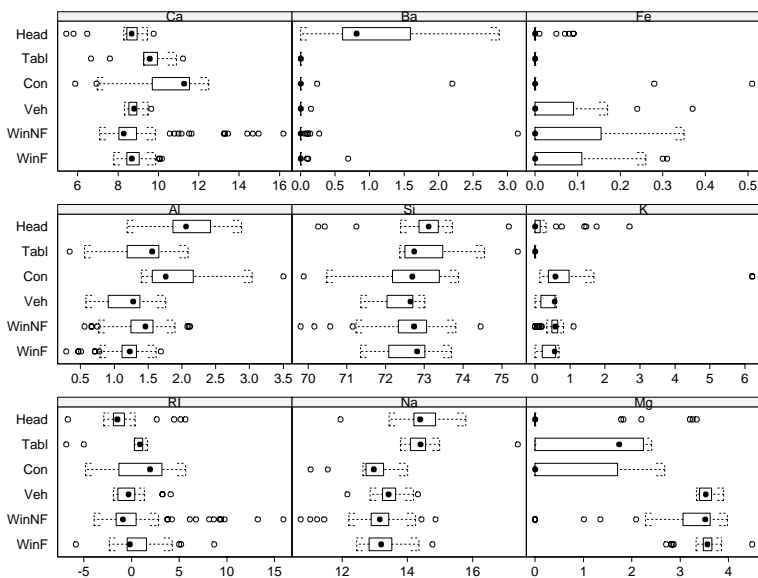 Ca Ba Fe
Head
Tabl
Con
Veh
WinNF
WinF
6 8 10 12 14 16 0.0 0.5 1.0 1.5 2.0 2.5 3.0 0.0 0.1 0.2 0.3 0.4 0.5
Al Si K
Head
Tabl
Con
Veh
WinNF
WinF
0.5 1.0 1.5 2.0 2.5 3.0 3.5 70 71 72 73 74 75 0 1 2 3 4 5 6
RI Na Mg
Head
Tabl
Con
Veh
WinNF
WinF
-5 0 5 10 15 12 14 16 0 1 2 3 4